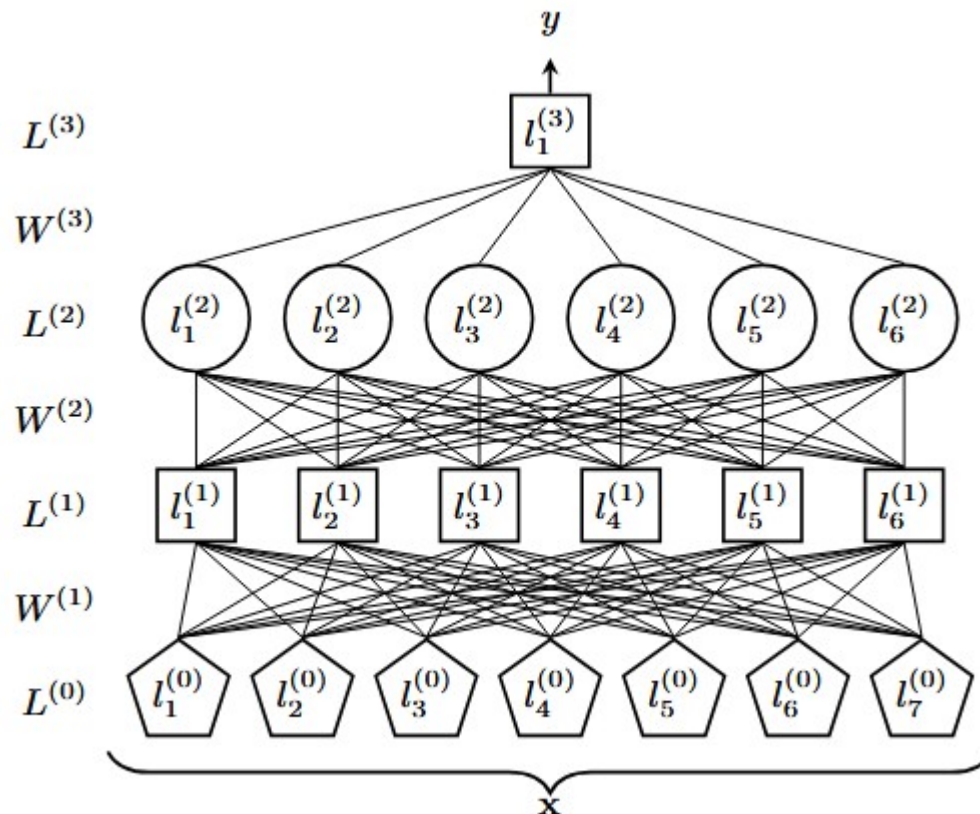 y
L^{(3)} l_1^{(3)}
W^{(3)}
L^{(2)} l_1^{(2)} l_2^{(2)} l_3^{(2)} l_4^{(2)} l_5^{(2)} l_6^{(2)}
W^{(2)}
L^{(1)} l_1^{(1)} l_2^{(1)} l_3^{(1)} l_4^{(1)} l_5^{(1)} l_6^{(1)}
W^{(1)}
L^{(0)} l_1^{(0)} l_2^{(0)} l_3^{(0)} l_4^{(0)} l_5^{(0)} l_6^{(0)} l_7^{(0)}
x